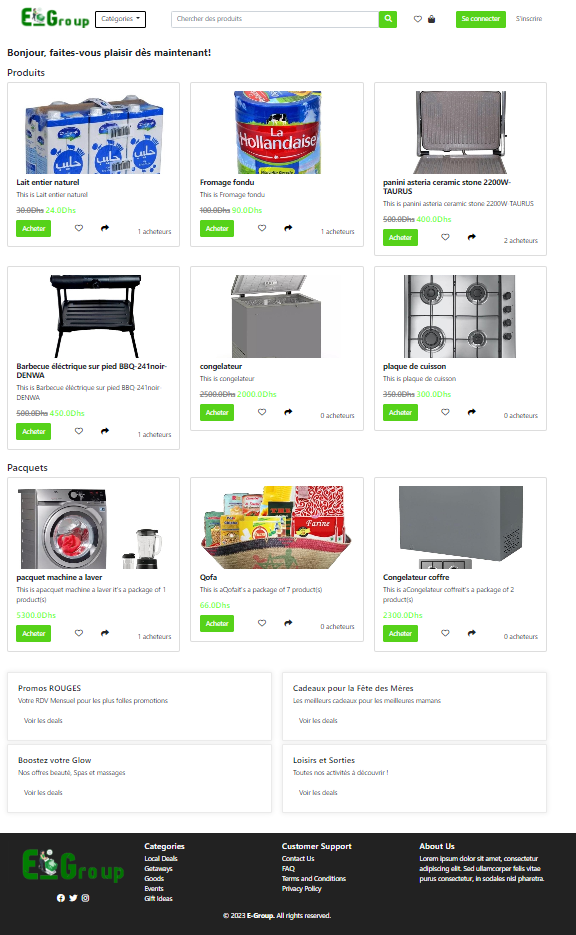 E-Group
Catégories
Chercher des produits
Se connecter
S'inscrire
Bonjour, faites-vous plaisir dès maintenant!
Produits
حليب
حليب
La
Hollandaise
Lait entier naturel
This is Lait entier naturel
30.0Dhs 24.0Dhs
Acheter
1 acheteurs
Fromage fondu
This is Fromage fondu
100.0Dhs 90.0Dhs
Acheter
1 acheteurs
panini asteria ceramic stone 2200W-
TAURUS
This is panini asteria ceramic stone 2200W TAURUS
500.0Dhs 400.0Dhs
Acheter
2 acheteurs
Barbecue éléctrique sur pied BBQ-241noir-
DENWA
This is Barbecue éléctrique sur pied BBQ-241noir-
DENWA
500.0Dhs 450.0Dhs
Acheter
1 acheteurs
congelateur
This is congelateur
2500.0Dhs 2000.0Dhs
Acheter
0 acheteurs
plaque de cuisson
This is plaque de cuisson
350.0Dhs 300.0Dhs
Acheter
0 acheteurs
Pacquets
Farine
pacquet machine a laver
This is apacquet machine a laver it's a package of 1
product(s)
5300.0Dhs
Acheter
1 acheteurs
Qofa
This is aQofait's a package of 7 product(s)
66.0Dhs
Acheter
0 acheteurs
Congelateur coffre
This is aCongelateur coffreit's a package of 2
product(s)
2300.0Dhs
Acheter
0 acheteurs
Promos ROUGES
Votre RDV Mensuel pour les plus folles promotions
Voir les deals
Cadeaux pour la Fête des Mères
Les meilleurs cadeaux pour les meilleures mamans
Voir les deals
Boostez votre Glow
Nos offres beauté, Spas et massages
Voir les deals
Loisirs et Sorties
Toutes nos activités à découvrir !
Voir les deals
E-Group
Categories
Local Deals
Getaways
Goods
Events
Gift Ideas
Customer Support
Contact Us
FAQ
Terms and Conditions
Privacy Policy
About Us
Lorem ipsum dolor sit amet, consectetur
adipiscing elit. Sed ullamcorper felis vitae
purus consectetur, in sodales nisl pharetra.
© 2023 E-Group. All rights reserved.